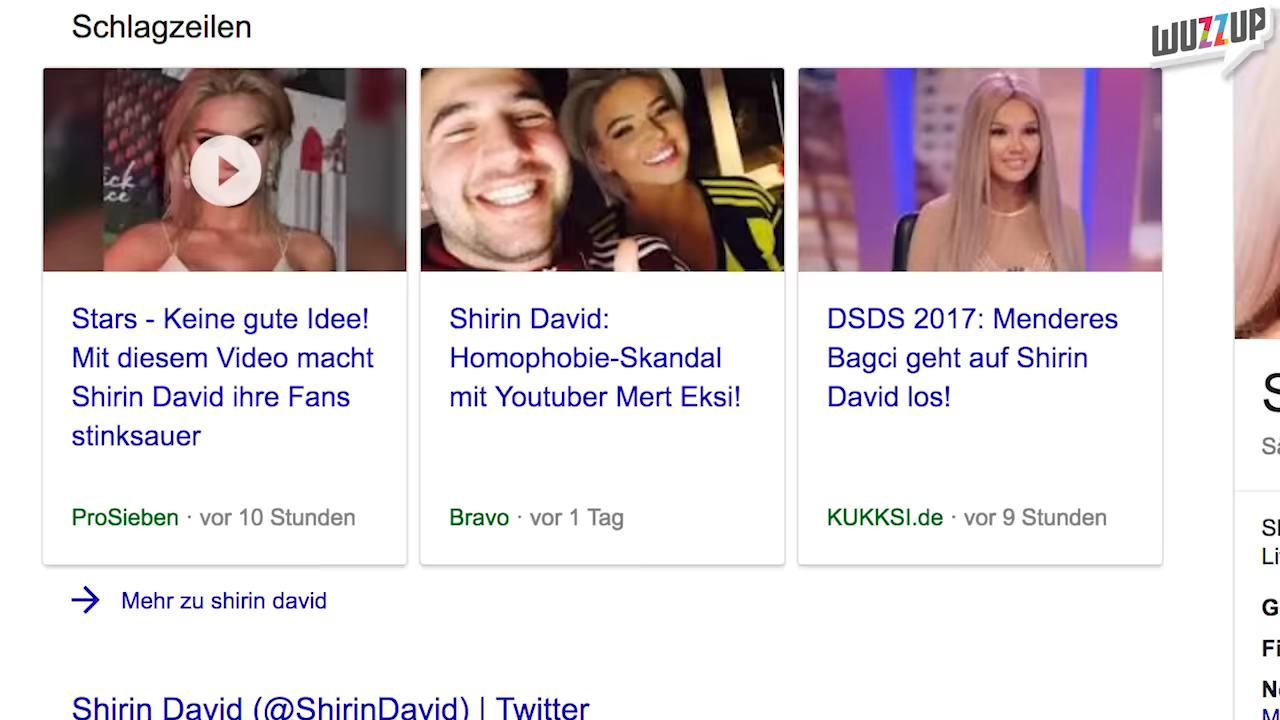 Schlagzeilen
WUZZUP
Stars - Keine gute Idee!
Mit diesem Video macht
Shirin David ihre Fans
stinksauer
ProSieben · vor 10 Stunden
Shirin David:
Homophobie-Skandal
mit Youtuber Mert Eksi!
Bravo · vor 1 Tag
DSDS 2017: Menderes
Bagci geht auf Shirin
David los!
KUKKSI.de · vor 9 Stunden
Mehr zu shirin david
Shirin David (@ShirinDavid) | Twitter